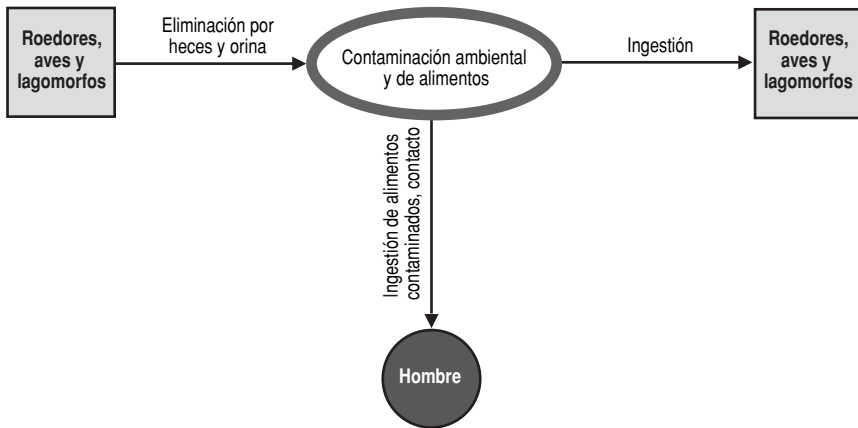 Roedores,
aves y
lagomorfos
Eliminación por
heces y orina
Contaminación ambiental
y de alimentos
Ingestión
Roedores,
aves y
lagomorfos
Ingestión de alimentos
contaminados, contacto
Hombre